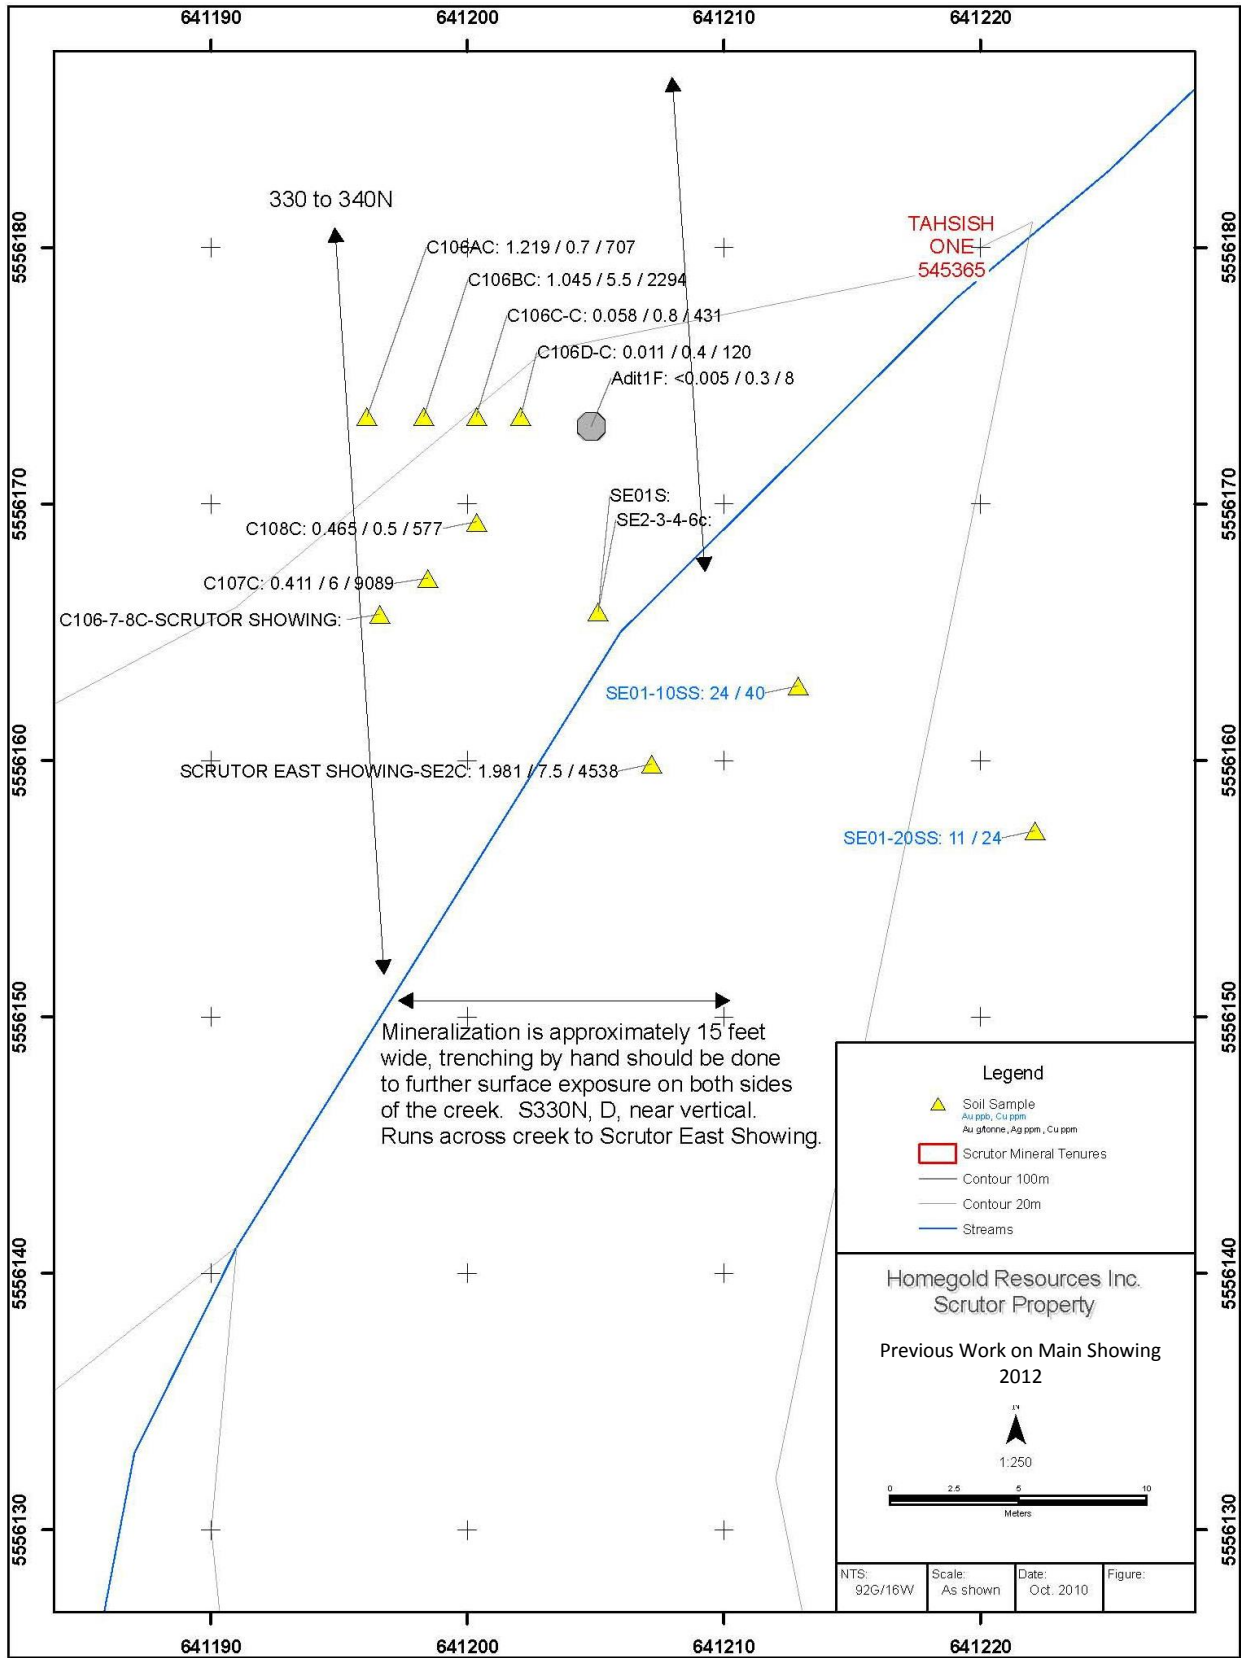 641190
641200
641210
641220
5556180
5556170
5556160
5556150
5556140
5556130
5556180
5556170
5556160
5556150
5556140
5556130
330 to 340N
C106AC: 1.219 / 0.7 / 707
C106BC: 1.045 / 5.5 / 2294
C106C-C: 0.058 / 0.8 / 431
C106D-C: 0.011 / 0.4 / 120
Adit1F: <0.005 / 0.3 / 8
TAHSISH
ONE
545365
SE01S:
SE2-3-4-6c:
C108C: 0.465 / 0.5 / 577
C107C: 0.411 / 6 / 9089
C106-7-8C-SCRUTOR SHOWING:
SE01-10SS: 24 / 40
SCRUTOR EAST SHOWING-SE2C: 1.981 / 7.5 / 4538
SE01-20SS: 11 / 24
Mineralization is approximately 15 feet
wide, trenching by hand should be done
to further surface exposure on both sides
of the creek. S330N, D, near vertical.
Runs across creek to Scrutor East Showing.
Legend
Soil Sample
Au ppb, Cu ppm
Au g/tonne, Ag ppm, Cu ppm
Scrutor Mineral Tenures
Contour 100m
Contour 20m
Streams
Homegold Resources Inc.
Scrutor Property
Previous Work on Main Showing
2012
N
1:250
0 2.5 5 10
Meters
NTS:
92G/16W
Scale:
As shown
Date:
Oct. 2010
Figure:
641190
641200
641210
641220